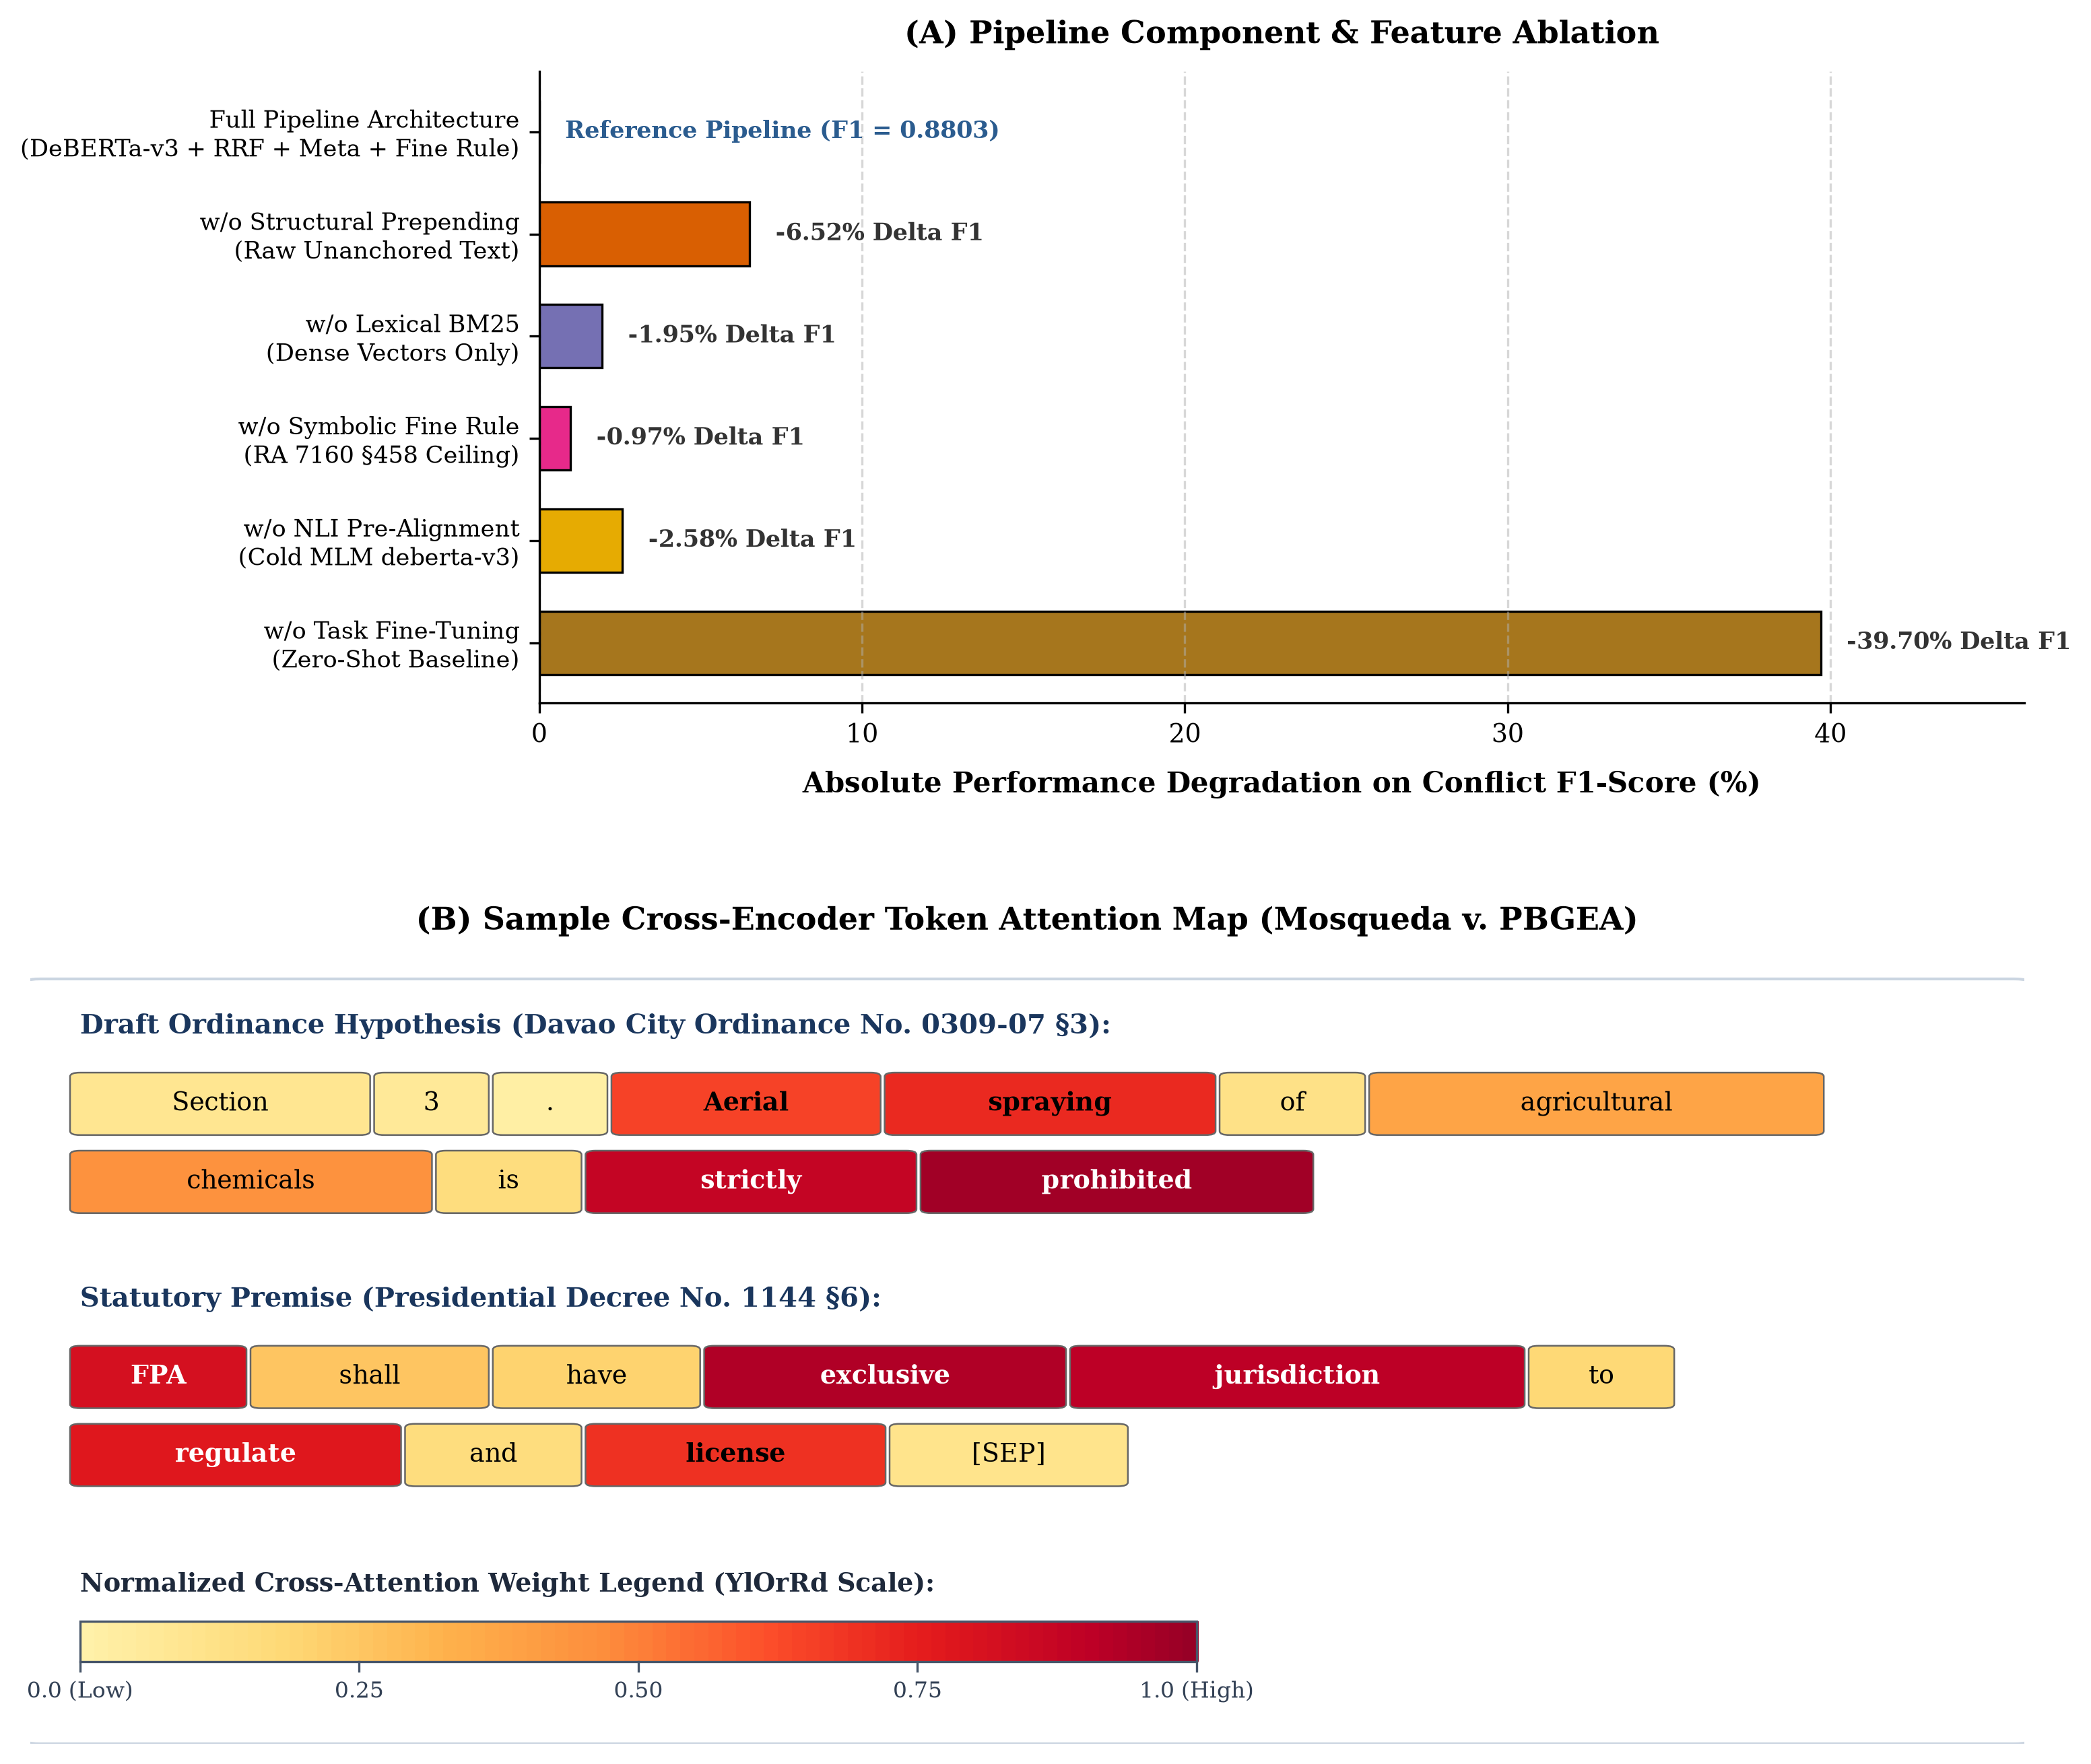 (A) Pipeline Component & Feature Ablation
Full Pipeline Architecture
(DeBERTa-v3 + RRF + Meta + Fine Rule)
Reference Pipeline (F1 = 0.8803)
w/o Structural Prepending
(Raw Unanchored Text)
-6.52% Delta F1
w/o Lexical BM25
(Dense Vectors Only)
-1.95% Delta F1
w/o Symbolic Fine Rule
(RA 7160 §458 Ceiling)
-0.97% Delta F1
w/o NLI Pre-Alignment
(Cold MLM deberta-v3)
-2.58% Delta F1
w/o Task Fine-Tuning
(Zero-Shot Baseline)
-39.70% Delta F1
0 10 20 30 40
Absolute Performance Degradation on Conflict F1-Score (%)
(B) Sample Cross-Encoder Token Attention Map (Mosqueda v. PBGEA)
Draft Ordinance Hypothesis (Davao City Ordinance No. 0309-07 §3):
Section 3 . Aerial spraying of agricultural
chemicals is strictly prohibited
Statutory Premise (Presidential Decree No. 1144 §6):
FPA shall have exclusive jurisdiction to
regulate and license [SEP]
Normalized Cross-Attention Weight Legend (YlOrRd Scale):
0.0 (Low) 0.25 0.50 0.75 1.0 (High)